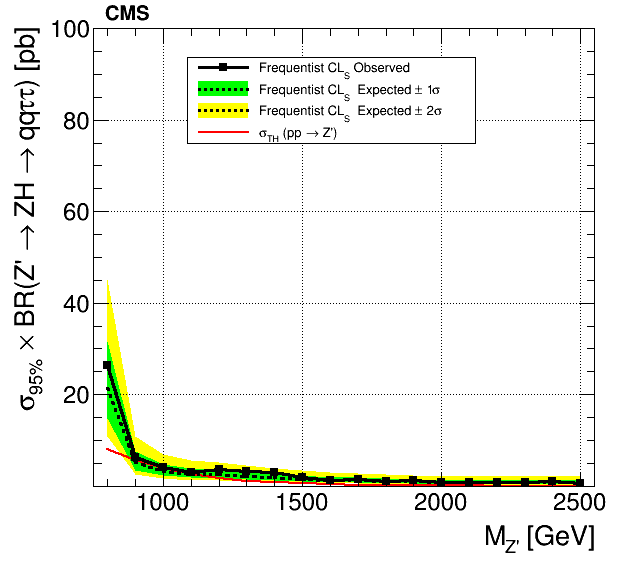 CMS
σ95% × BR(Z' → ZH → qqττ) [pb]
100
80
60
40
20
Frequentist CLS Observed
Frequentist CLS Expected ± 1σ
Frequentist CLS Expected ± 2σ
σTH (pp → Z')
1000 1500 2000 2500
MZ' [GeV]